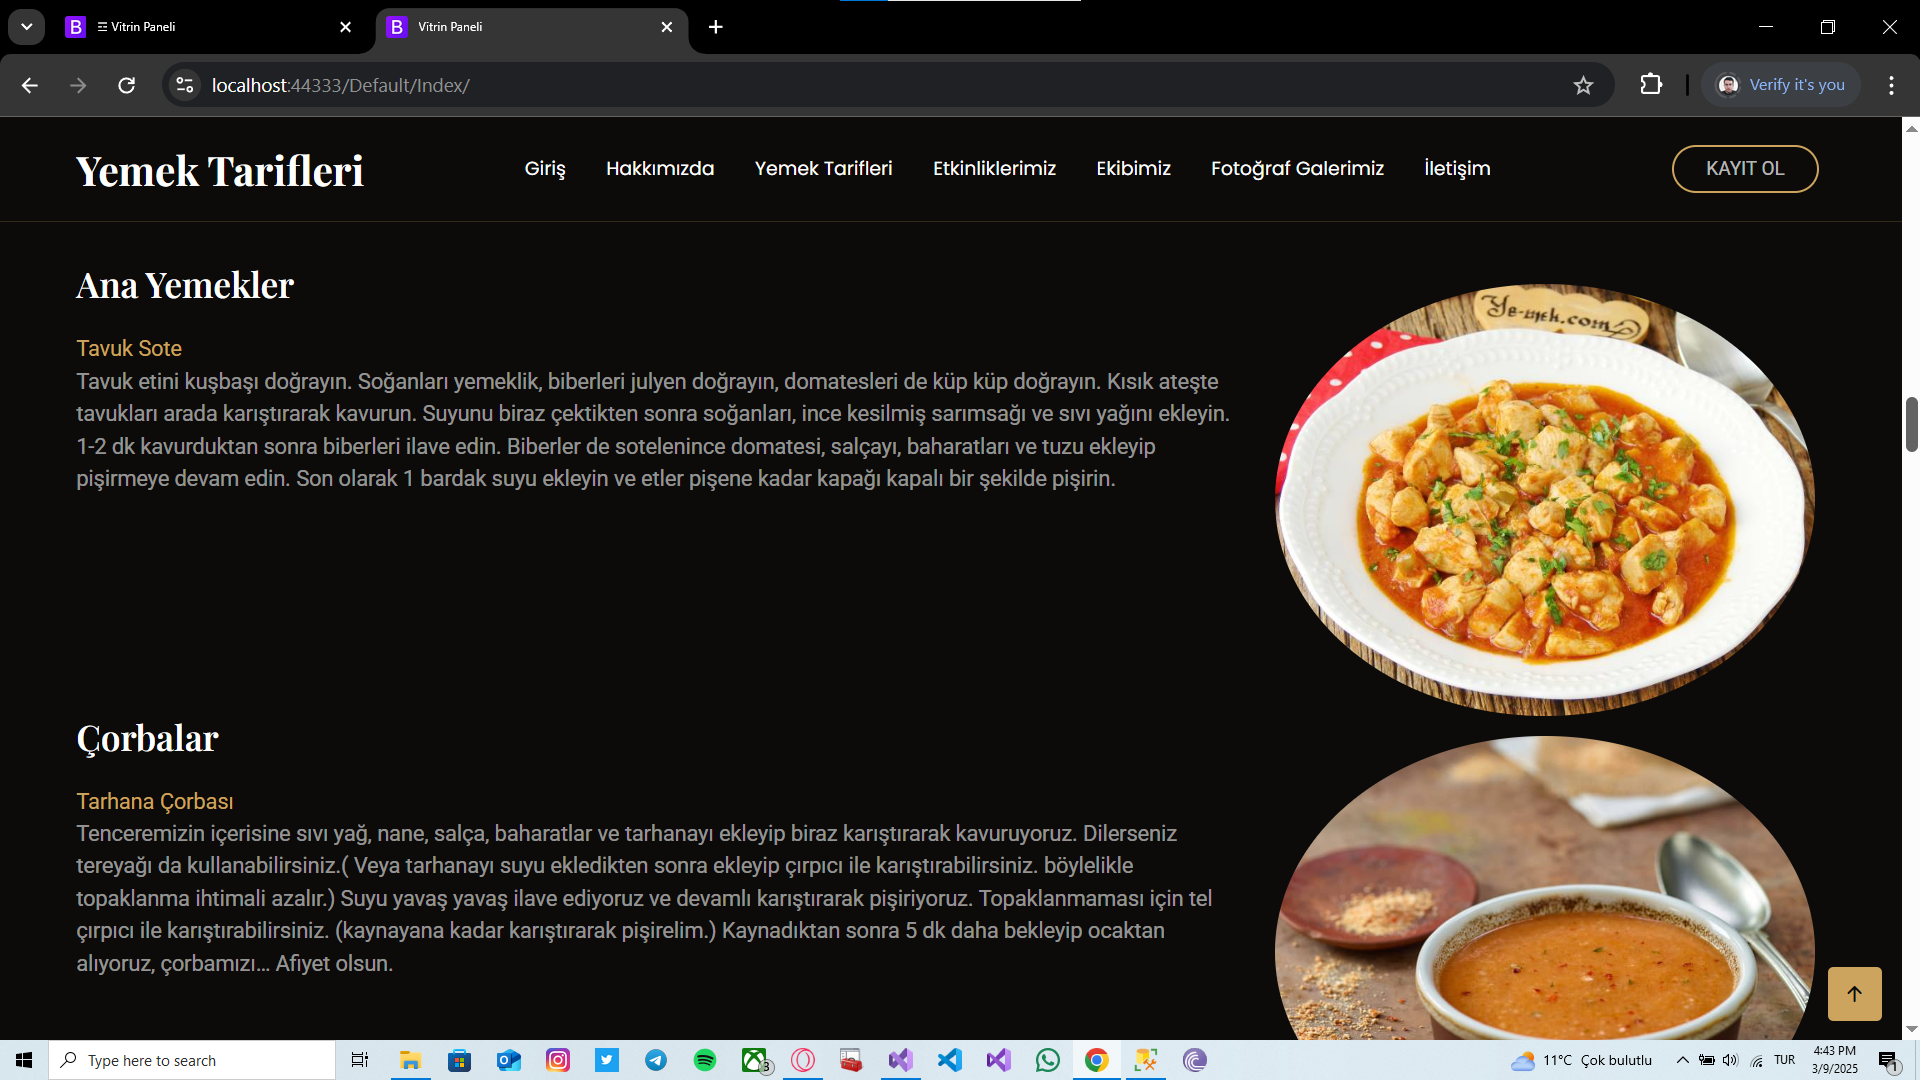 ☲ Vitrin Paneli
Vitrin Paneli
localhost:44333/Default/Index/
Verify it's you
Yemek Tarifleri
Giriş
Hakkımızda
Yemek Tarifleri
Etkinliklerimiz
Ekibimiz
Fotoğraf Galerimiz
İletişim
KAYIT OL
Ana Yemekler
Ye-mek.com
Tavuk Sote
Tavuk etini kuşbaşı doğrayın. Soğanları yemeklik, biberleri julyen doğrayın, domatesleri de küp küp doğrayın. Kısık ateşte
tavukları arada karıştırarak kavurun. Suyunu biraz çektikten sonra soğanları, ince kesilmiş sarımsağı ve sıvı yağını ekleyin.
1-2 dk kavurduktan sonra biberleri ilave edin. Biberler de sotelenince domatesi, salçayı, baharatları ve tuzu ekleyip
pişirmeye devam edin. Son olarak 1 bardak suyu ekleyin ve etler pişene kadar kapağı kapalı bir şekilde pişirin.
Çorbalar
Tarhana Çorbası
Tenceremizin içerisine sıvı yağ, nane, salça, baharatlar ve tarhanayı ekleyip biraz karıştırarak kavuruyoruz. Dilerseniz
tereyağı da kullanabilirsiniz.( Veya tarhanayı suyu ekledikten sonra ekleyip çırpıcı ile karıştırabilirsiniz. böylelikle
topaklanma ihtimali azalır.) Suyu yavaş yavaş ilave ediyoruz ve devamlı karıştırarak pişiriyoruz. Topaklanmaması için tel
çırpıcı ile karıştırabilirsiniz. (kaynayana kadar karıştırarak pişirelim.) Kaynadıktan sonra 5 dk daha bekleyip ocaktan
alıyoruz, çorbamızı… Afiyet olsun.
Type here to search
3
11°C Çok bulutlu
TUR
4:43 PM
3/9/2025
1